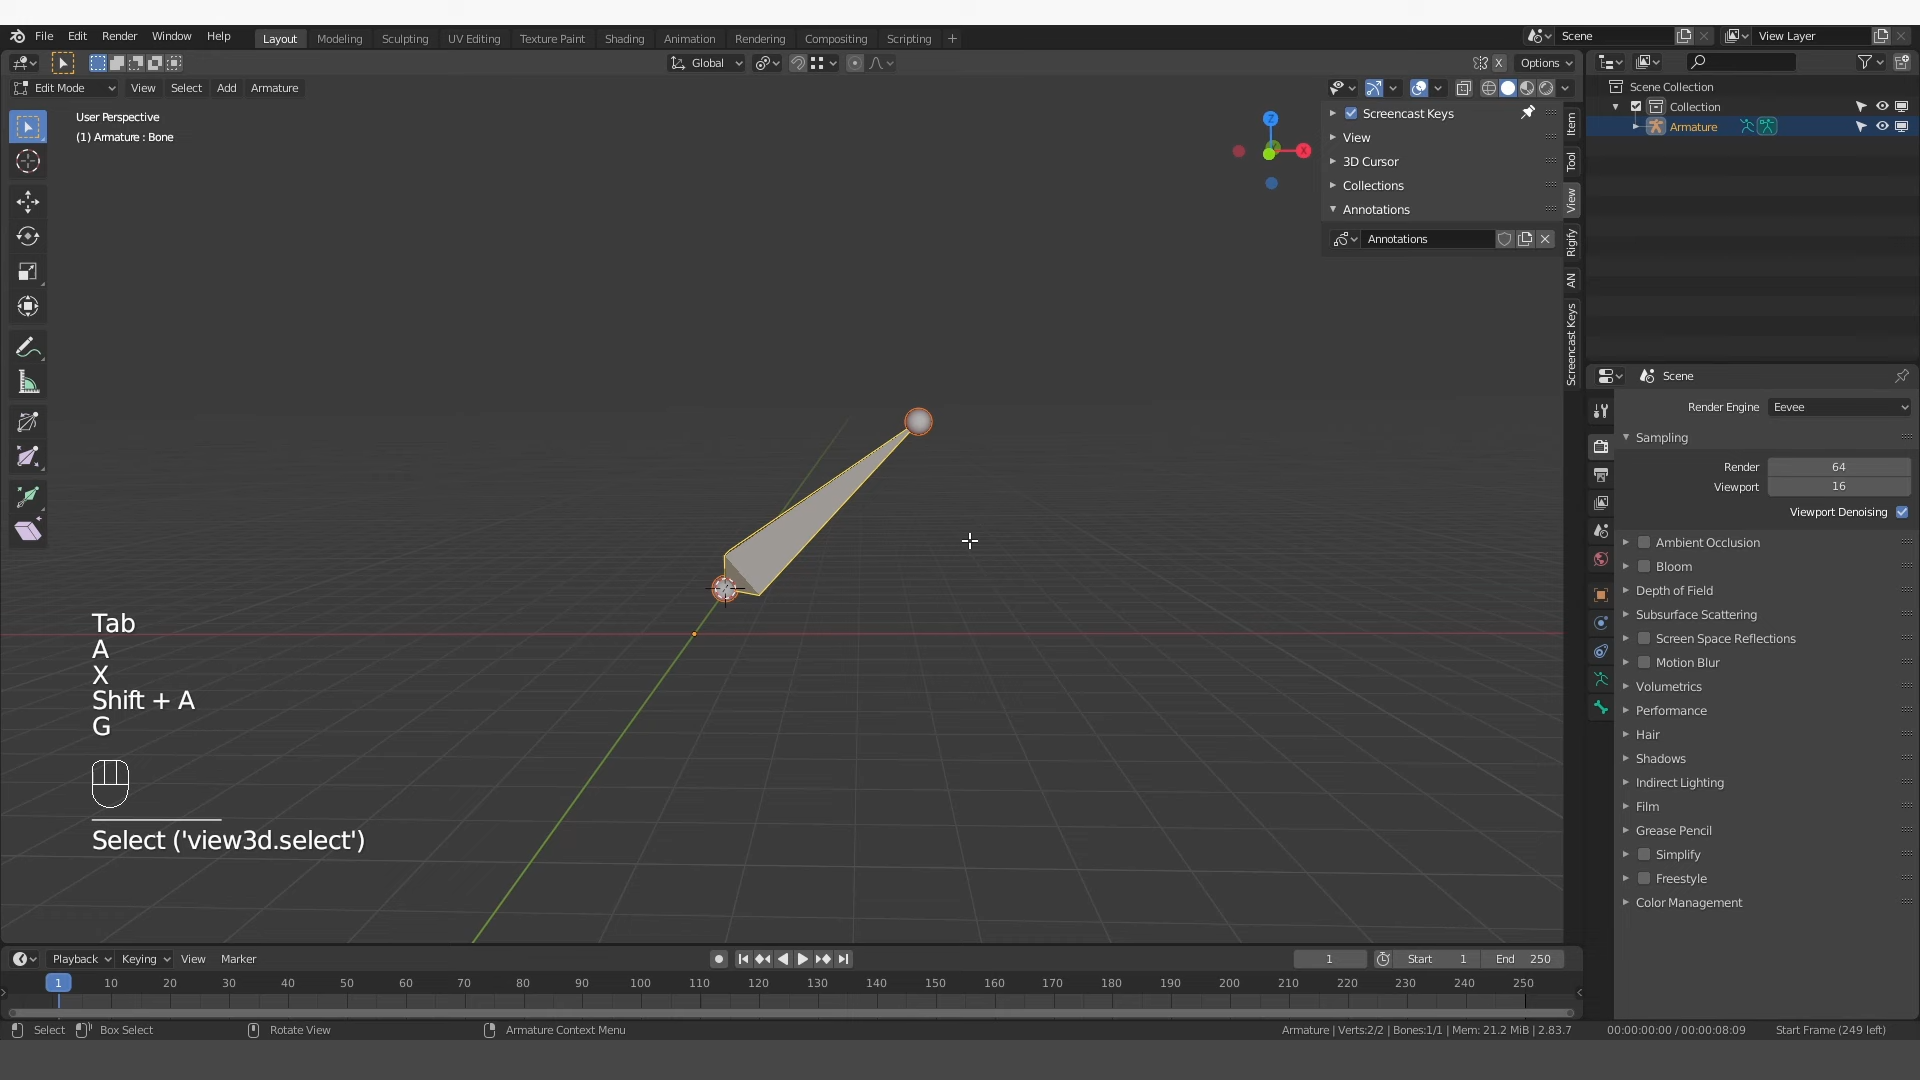 File Edit Render Window Help Layout Modeling Sculpting UV Editing Texture Paint Shading Animation Rendering Compositing Scripting + Scene View Layer
Global X Options
Edit Mode View Select Add Armature
User Perspective
(1) Armature : Bone
Z
X
Screencast Keys
View
3D Cursor
Collections
Annotations
Annotations
Item
Tool
View
Rigify
AN
Screencast Keys
Scene Collection
Collection
Armature
Scene
Render Engine Eevee
Sampling
Render 64
Viewport 16
Viewport Denoising
Ambient Occlusion
Bloom
Depth of Field
Subsurface Scattering
Screen Space Reflections
Motion Blur
Volumetrics
Performance
Hair
Shadows
Indirect Lighting
Film
Grease Pencil
Simplify
Freestyle
Color Management
Tab
A
X
Shift + A
G
Select ('view3d.select')
Playback Keying View Marker 1 Start 1 End 250
1 10 20 30 40 50 60 70 80 90 100 110 120 130 140 150 160 170 180 190 200 210 220 230 240 250
Select Box Select Rotate View Armature Context Menu Armature | Verts:2/2 | Bones:1/1 | Mem: 21.2 MiB | 2.83.7 00:00:00:00 / 00:00:08:09 Start Frame (249 left)